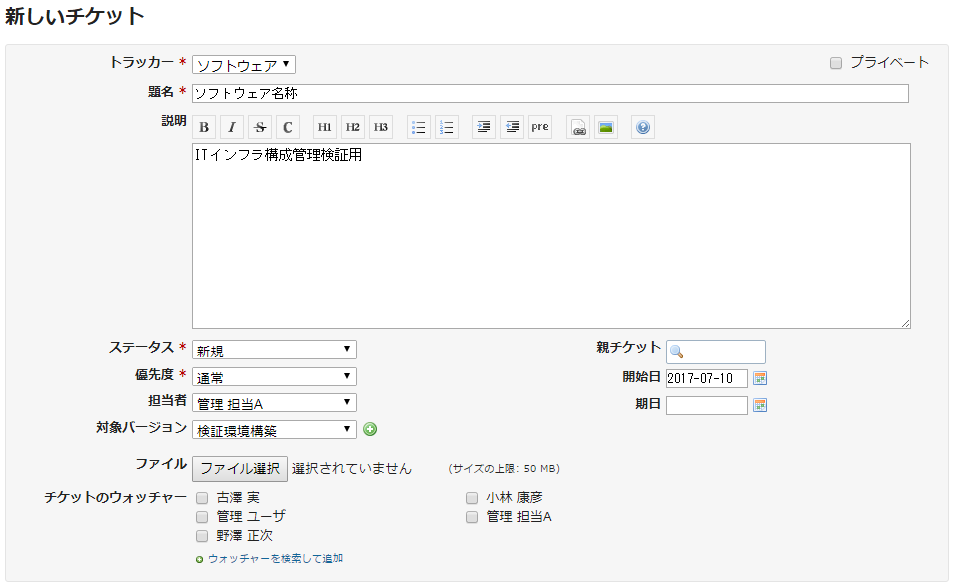 新しいチケット
トラッカー * ソフトウェア プライベート
題名 * ソフトウェア名称
説明 B I S C H1 H2 H3 pre
ITインフラ構成管理検証用
ステータス * 新規 親チケット
優先度 * 通常 開始日 2017-07-10
担当者 管理 担当A 期日
対象バージョン 検証環境構築
ファイル ファイル選択 選択されていません (サイズの上限: 50 MB)
チケットのウォッチャー 古澤 実 小林 康彦
管理 ユーザ 管理 担当A
野澤 正次
ウォッチャーを検索して追加